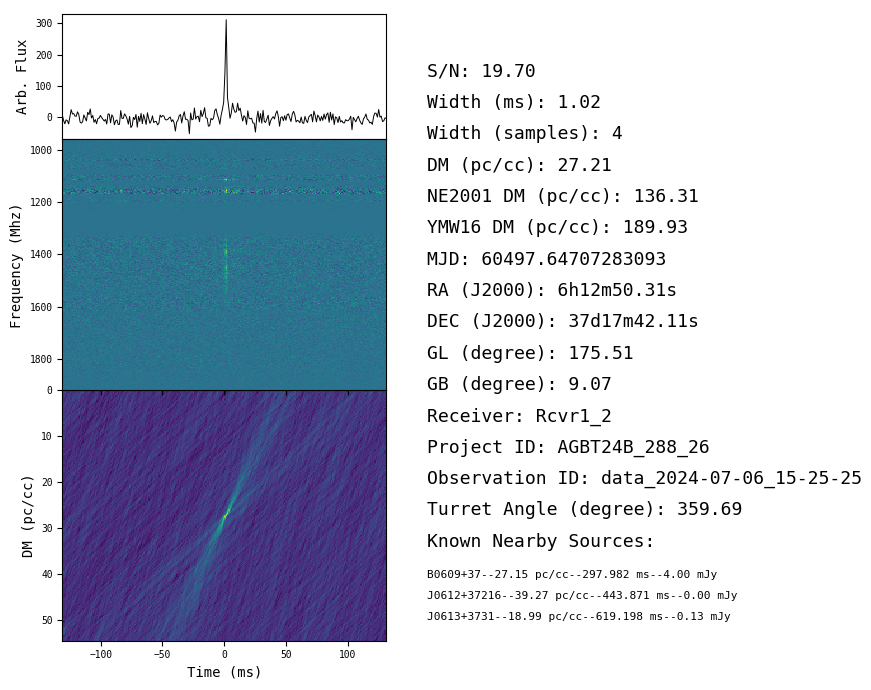 300
200
100
0
Arb. Flux
1000
1200
1400
1600
1800
Frequency (Mhz)
0
10
20
30
40
50
DM (pc/cc)
−100
−50
0
50
100
Time (ms)
S/N: 19.70
Width (ms): 1.02
Width (samples): 4
DM (pc/cc): 27.21
NE2001 DM (pc/cc): 136.31
YMW16 DM (pc/cc): 189.93
MJD: 60497.64707283093
RA (J2000): 6h12m50.31s
DEC (J2000): 37d17m42.11s
GL (degree): 175.51
GB (degree): 9.07
Receiver: Rcvr1_2
Project ID: AGBT24B_288_26
Observation ID: data_2024-07-06_15-25-25
Turret Angle (degree): 359.69
Known Nearby Sources:
B0609+37--27.15 pc/cc--297.982 ms--4.00 mJy
J0612+37216--39.27 pc/cc--443.871 ms--0.00 mJy
J0613+3731--18.99 pc/cc--619.198 ms--0.13 mJy